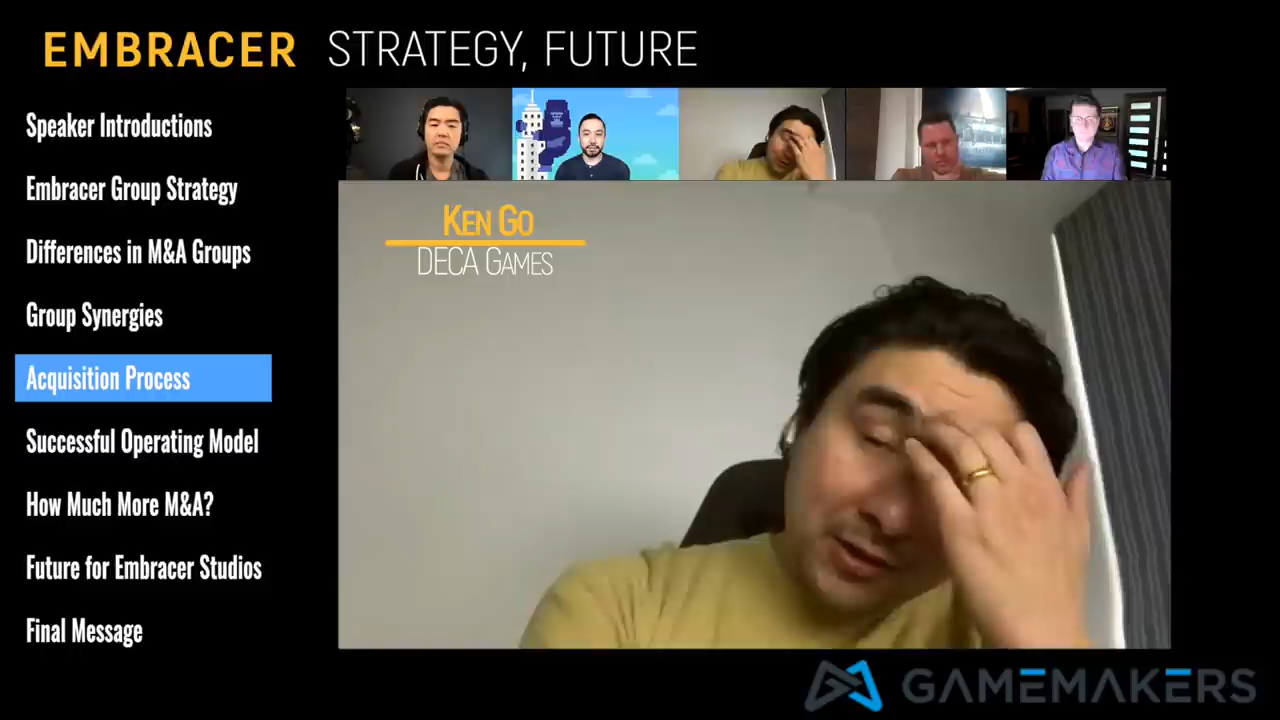 EMBRACER STRATEGY, FUTURE
Speaker Introductions
Embracer Group Strategy
Differences in M&A Groups
Group Synergies
Acquisition Process
Successful Operating Model
How Much More M&A?
Future for Embracer Studios
Final Message
KEN GO
DECA GAMES
GAMEMAKERS